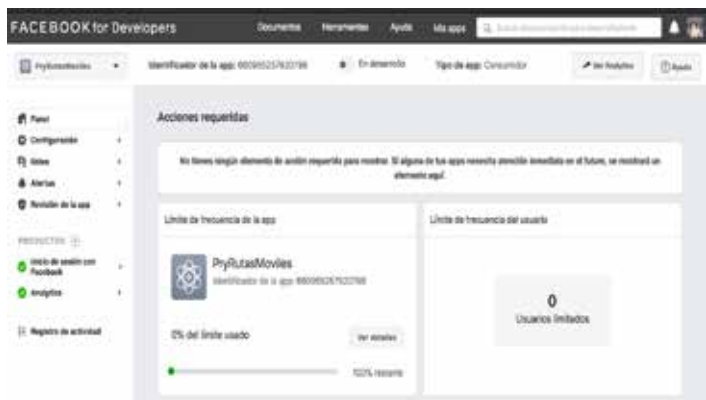 FACEBOOK for Developers
Documentos Herramientas Ayuda Mis apps
PryRutasMoviles
Identificador de la app:
En desarrollo
Tipo de app: Consumidor
Ver Analytics
Ayuda
Panel
Configuración
Roles
Alertas
Revisión de la app
PRODUCTOS
Inicio de sesión con
Facebook
Analytics
Registro de actividad
Acciones requeridas
No tienes ningún elemento de acción requerida para mostrar. Si alguna de tus apps necesita atención inmediata en el futuro, se mostrará un
elemento aquí.
Límite de frecuencia de la app
PryRutasMoviles
Identificador de la app:
0% del límite usado
Ver detalles
100% restante
Límite de frecuencia del usuario
0
Usuarios limitados